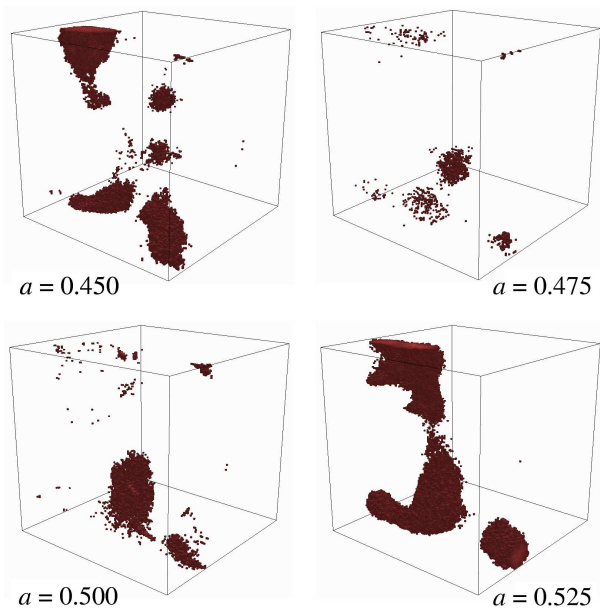 a = 0.450
a = 0.475
a = 0.500
a = 0.525